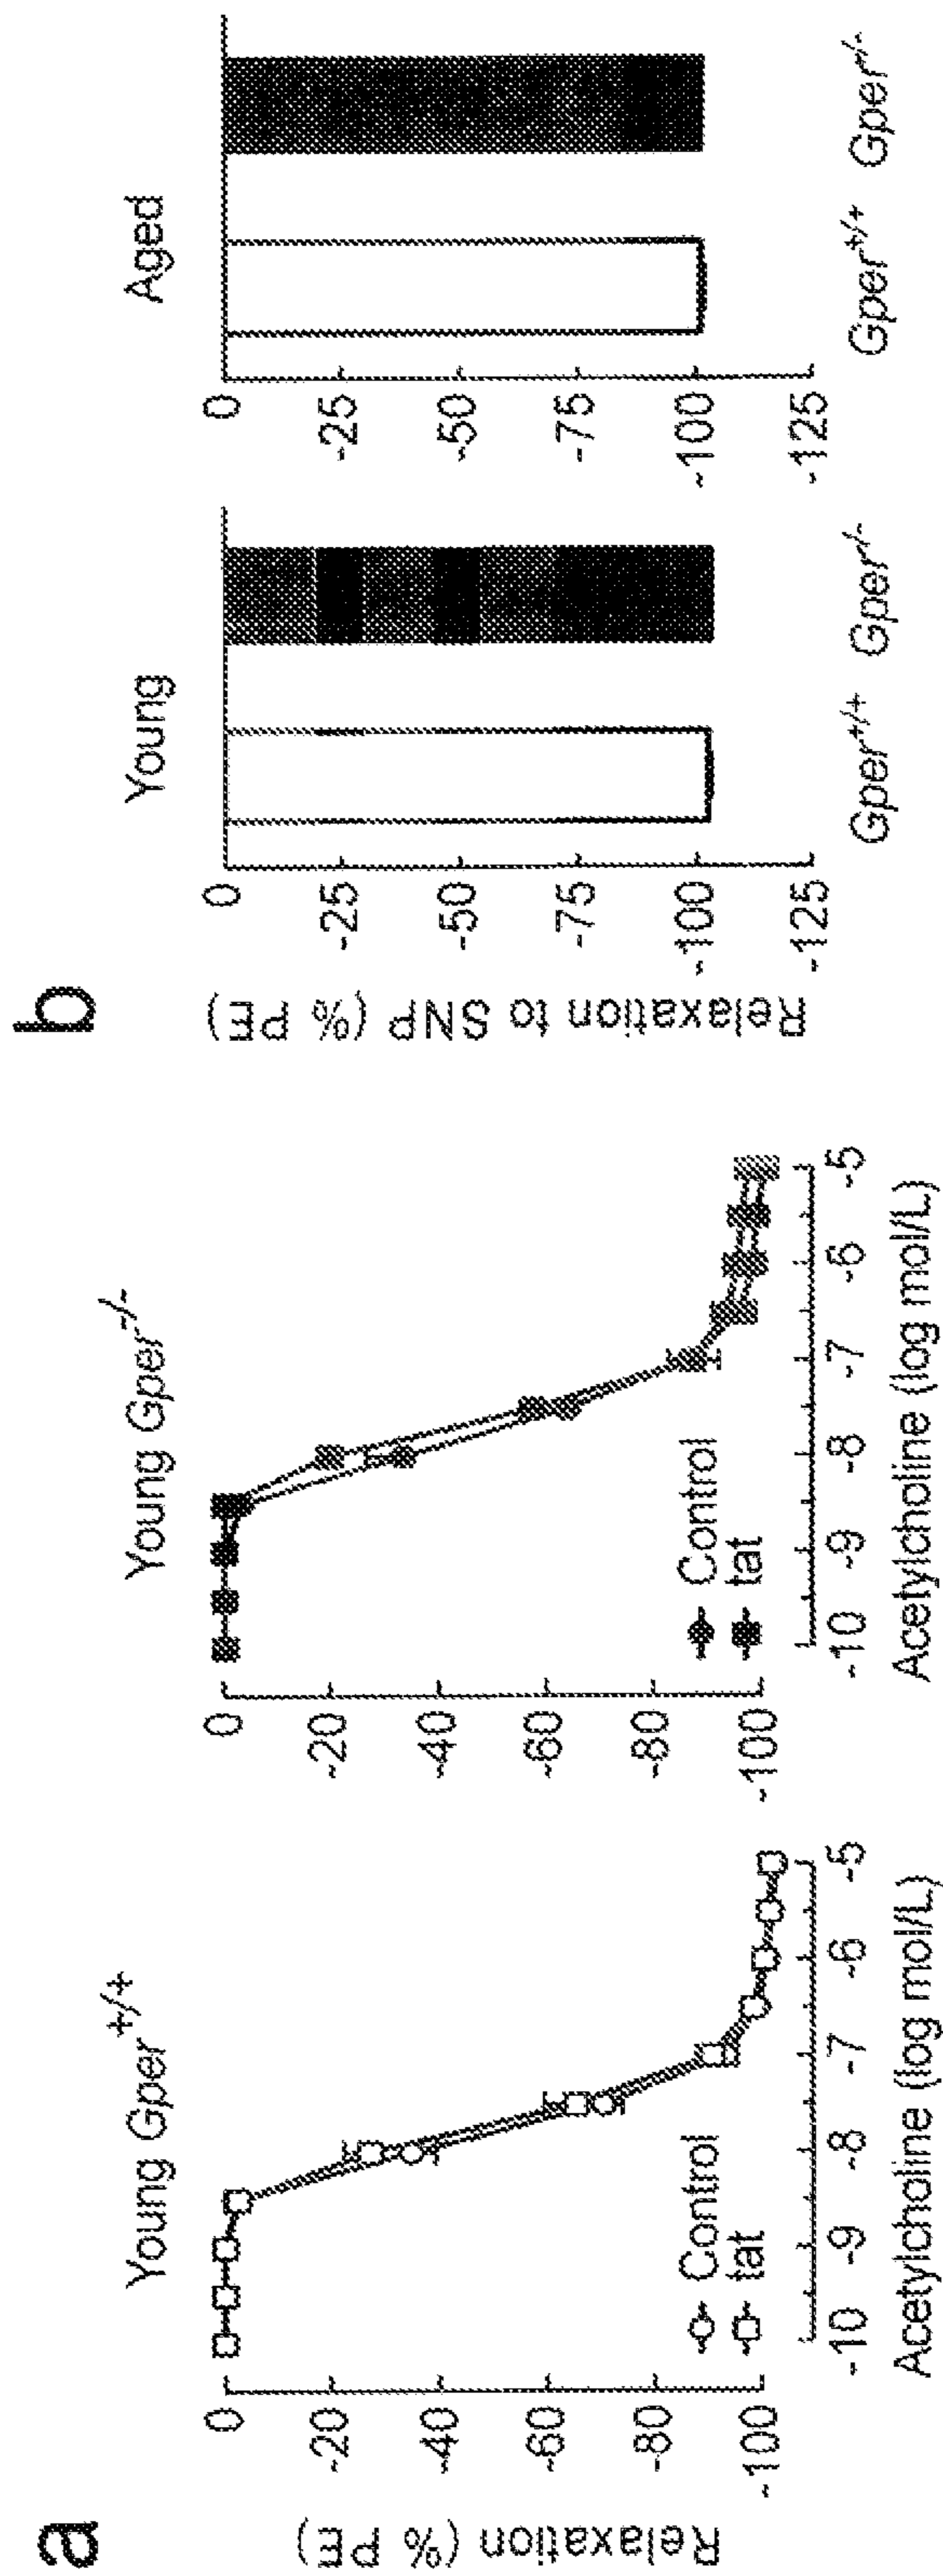 a
Young Gper+/+
Relaxation (% PE)
0
-20
-40
-60
-80
-100
Control
tat
-10 -9 -8 -7 -6 -5
Acetylcholine (log mol/L)
Young Gper-/-
0
-20
-40
-60
-80
-100
Control
tat
-10 -9 -8 -7 -6 -5
Acetylcholine (log mol/L)
b
Young
Relaxation to SNP (% PE)
0
-25
-50
-75
-100
-125
Gper+/+ Gper-/-
Aged
0
-25
-50
-75
-100
-125
Gper+/+ Gper-/-